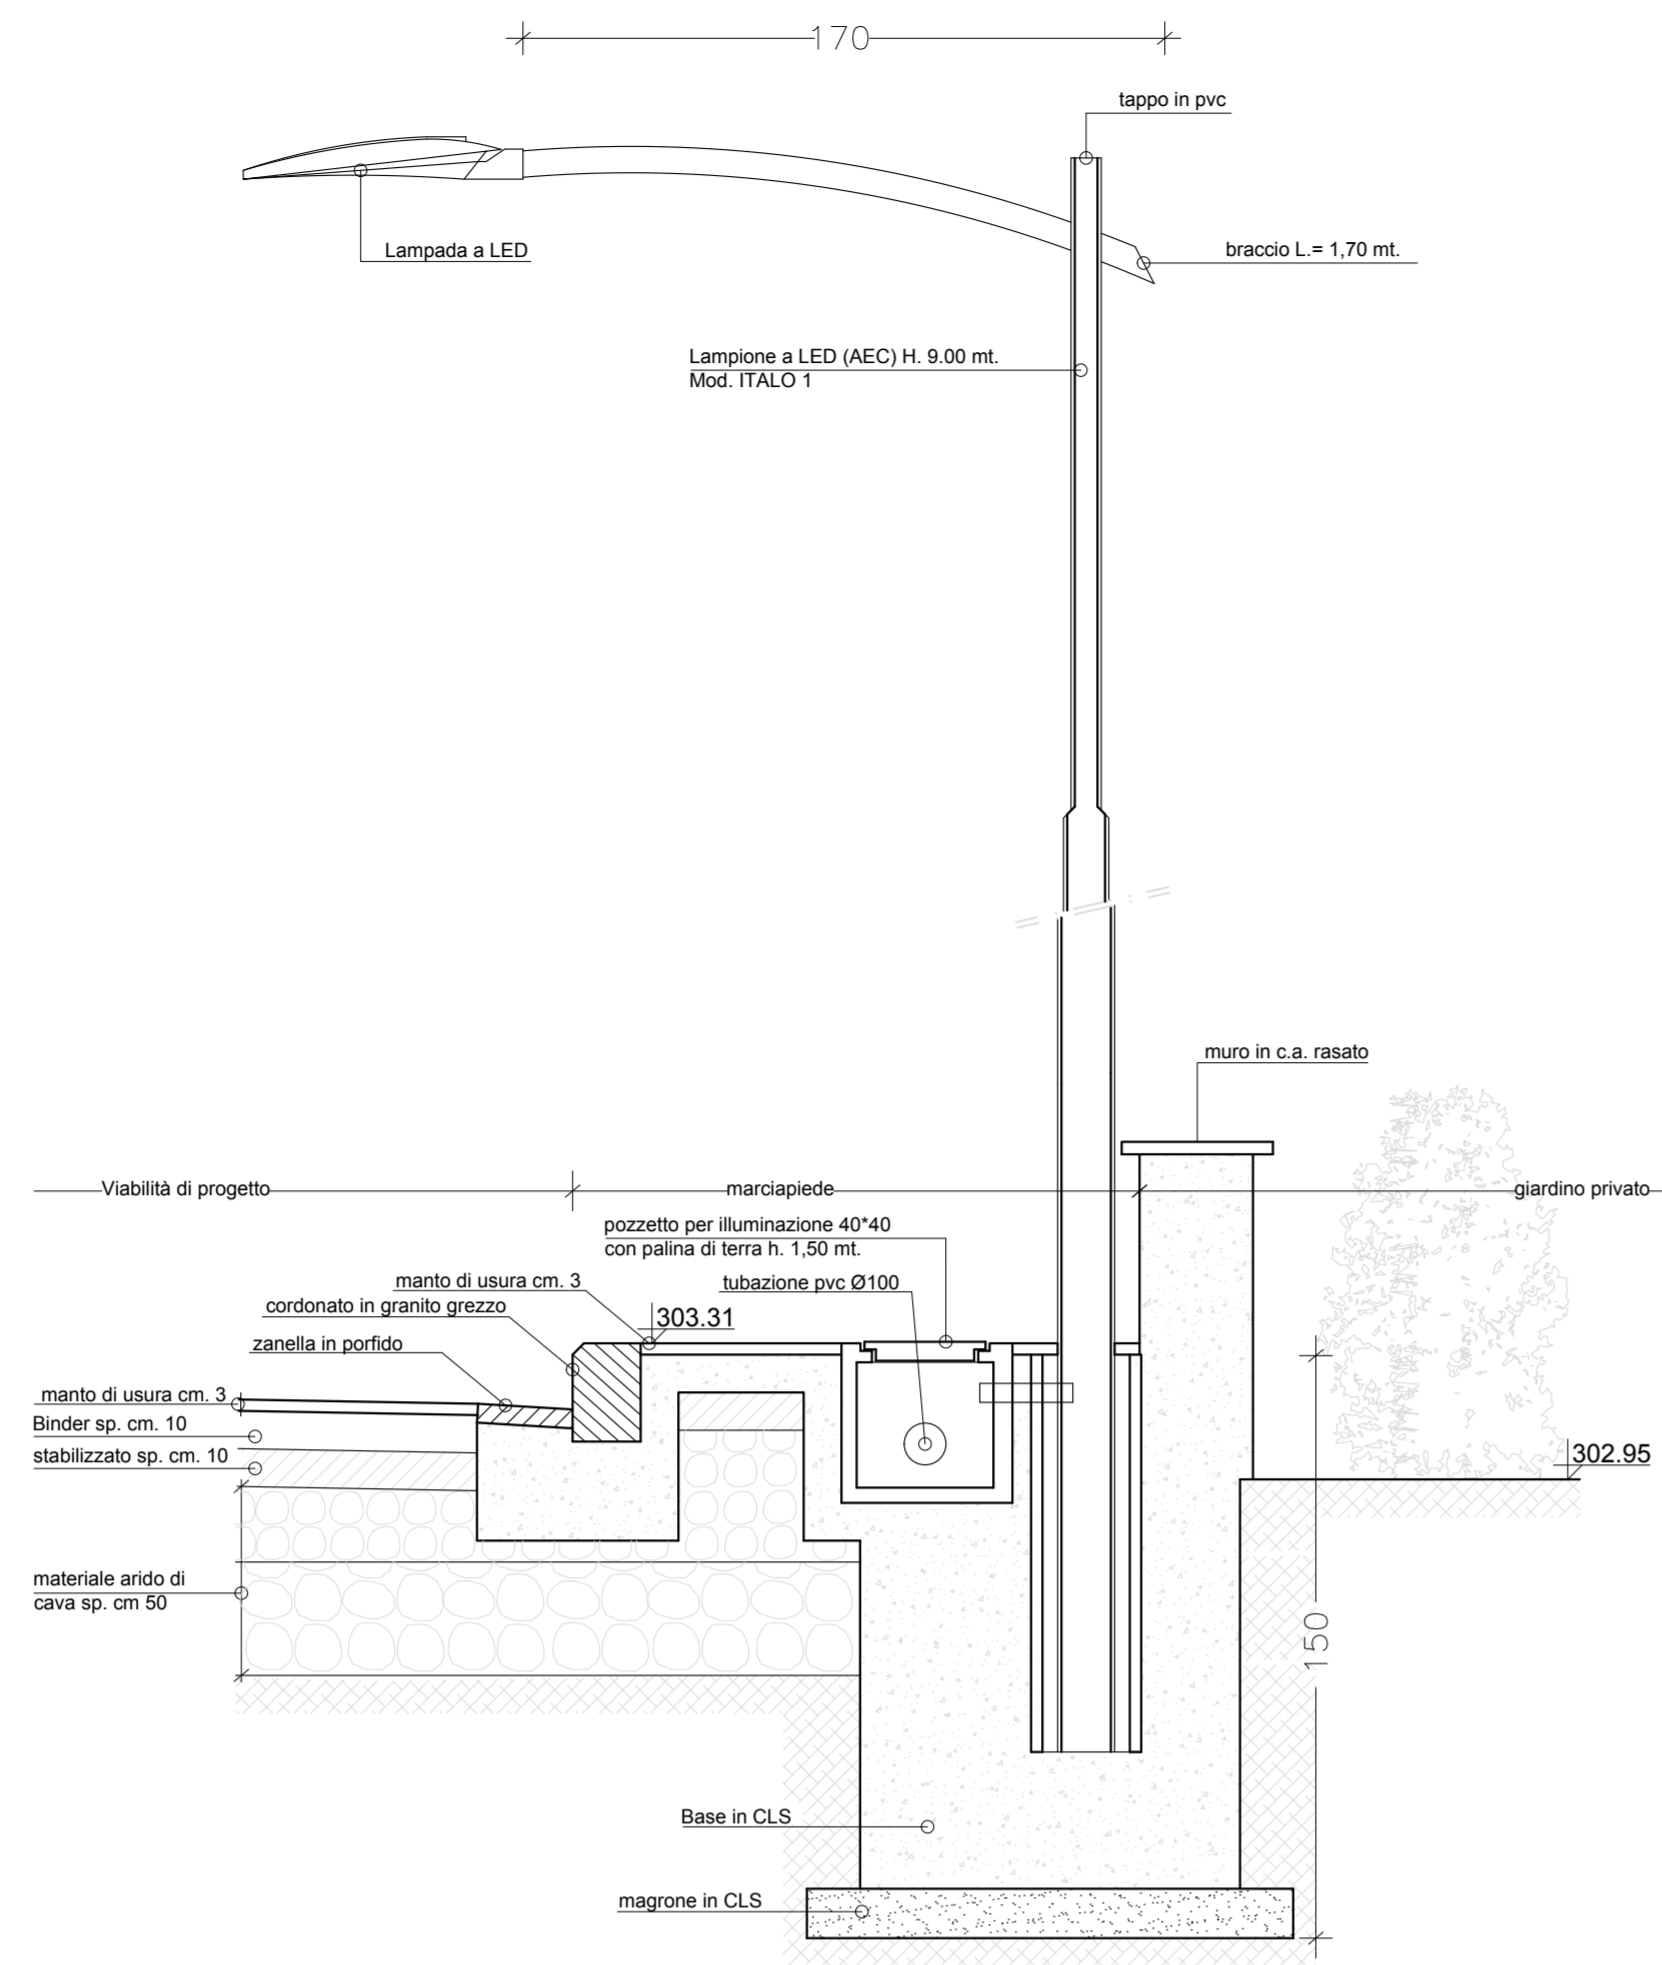 170
tappo in pvc
Lampada a LED
braccio L.= 1,70 mt.
Lampione a LED (AEC) H. 9.00 mt.
Mod. ITALO 1
muro in c.a. rasato
Viabilità di progetto
marciapiede
giardino privato
pozzetto per illuminazione 40*40
con palina di terra h. 1,50 mt.
manto di usura cm. 3
tubazione pvc Ø100
cordonato in granito grezzo
303.31
zanella in porfido
manto di usura cm. 3
Binder sp. cm. 10
stabilizzato sp. cm. 10
302.95
materiale arido di
cava sp. cm 50
150
Base in CLS
magrone in CLS